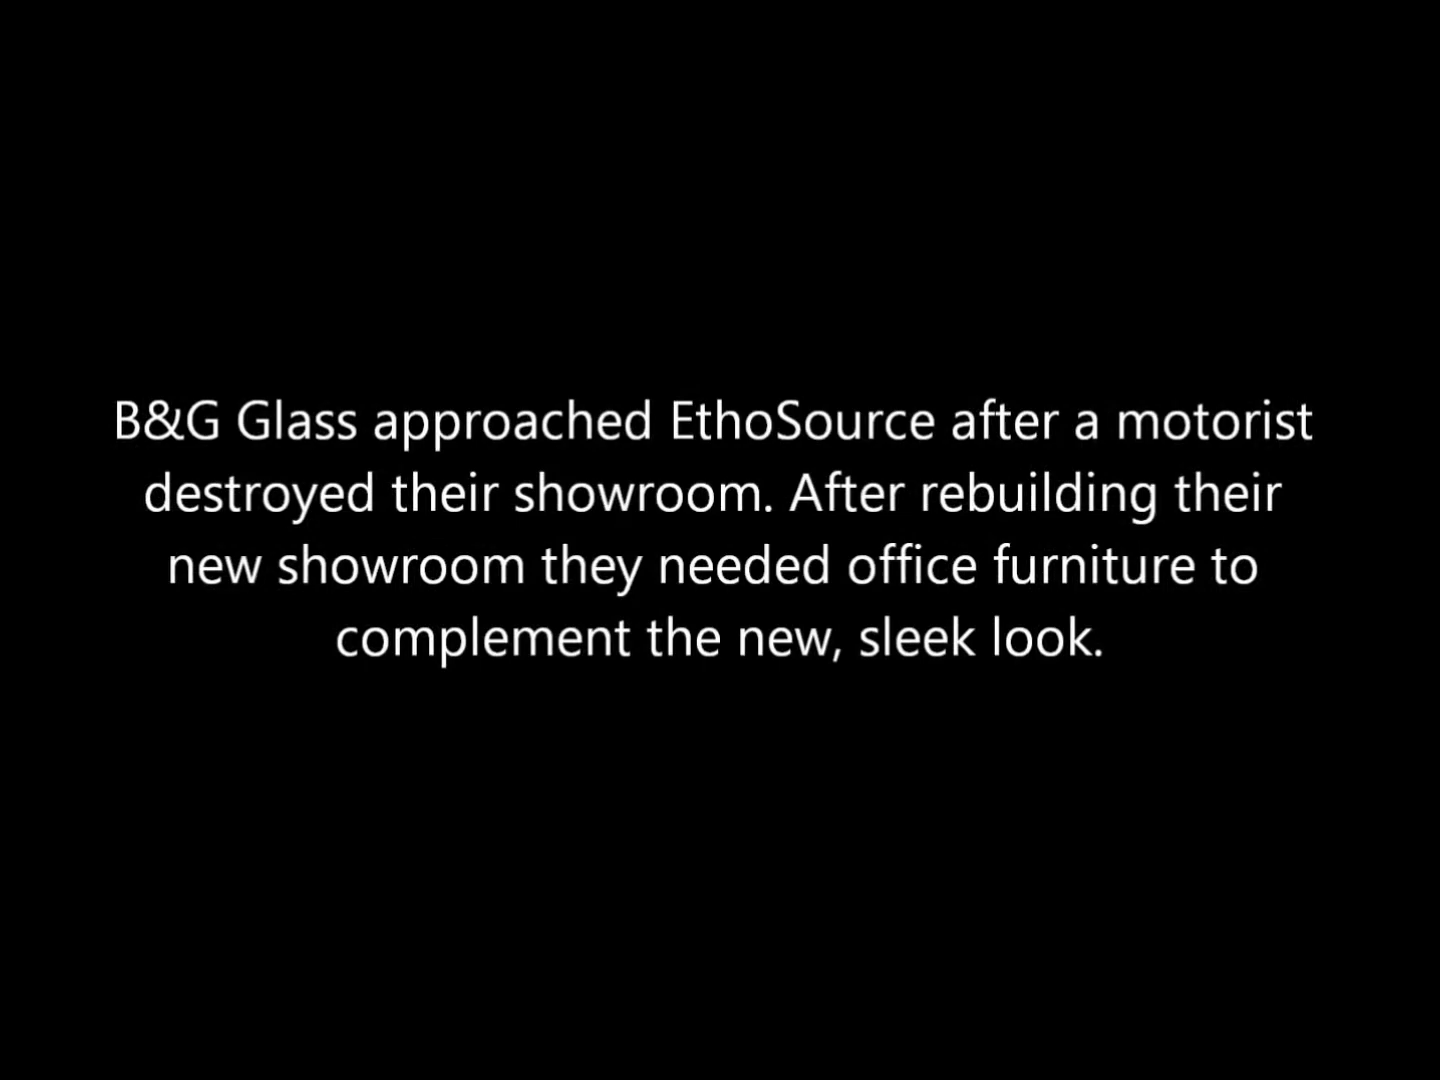 B&G Glass approached EthoSource after a motorist
destroyed their showroom. After rebuilding their
new showroom they needed office furniture to
complement the new, sleek look.